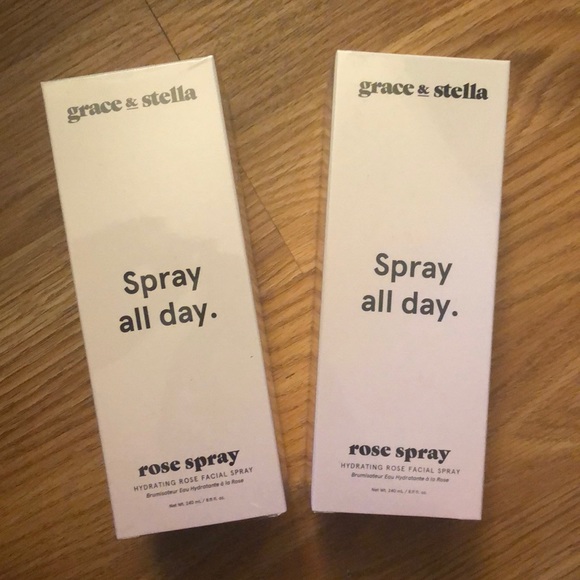 grace & stella
Spray
all day.
rose spray
HYDRATING ROSE FACIAL SPRAY
Brumisateur Eau Hydratante à la Rose
grace & stella
Spray
all day.
rose spray
HYDRATING ROSE FACIAL SPRAY
Brumisateur Eau Hydratante à la Rose